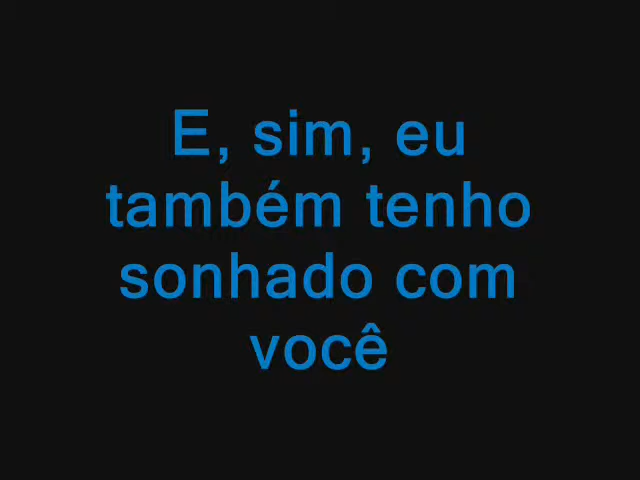 E, sim, eu
também tenho
sonhado com
você